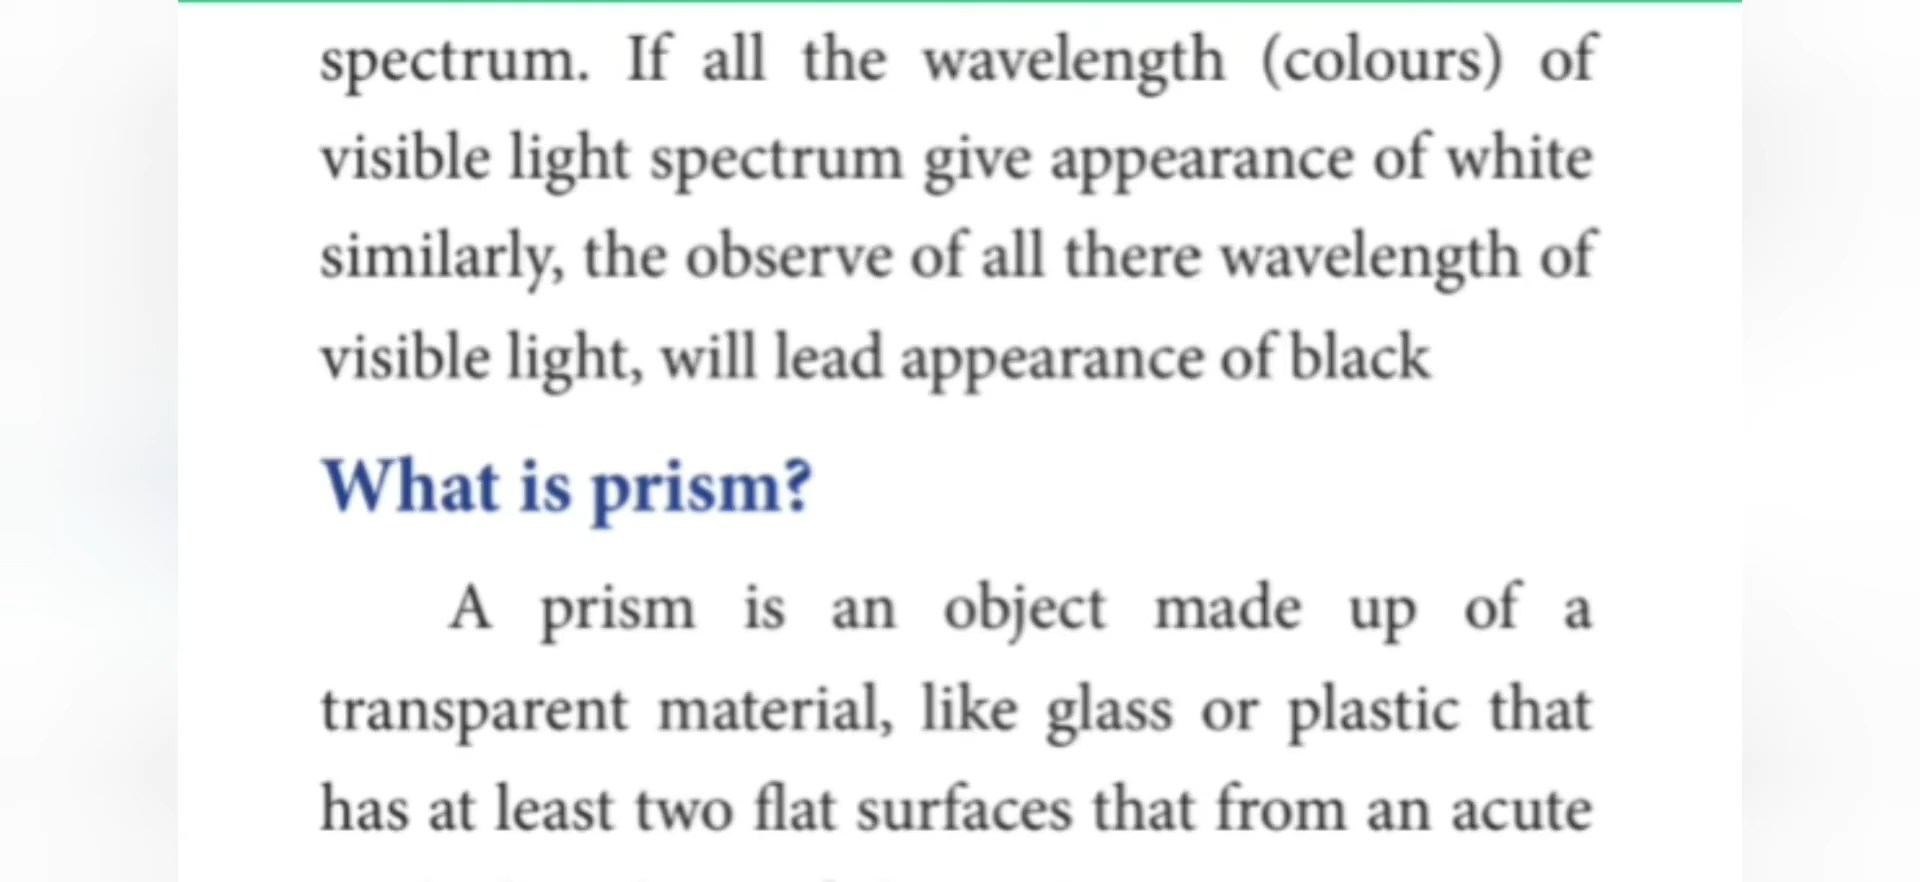 spectrum. If all the wavelength (colours) of
visible light spectrum give appearance of white
similarly, the observe of all there wavelength of
visible light, will lead appearance of black
What is prism?
A prism is an object made up of a
transparent material, like glass or plastic that
has at least two flat surfaces that from an acute